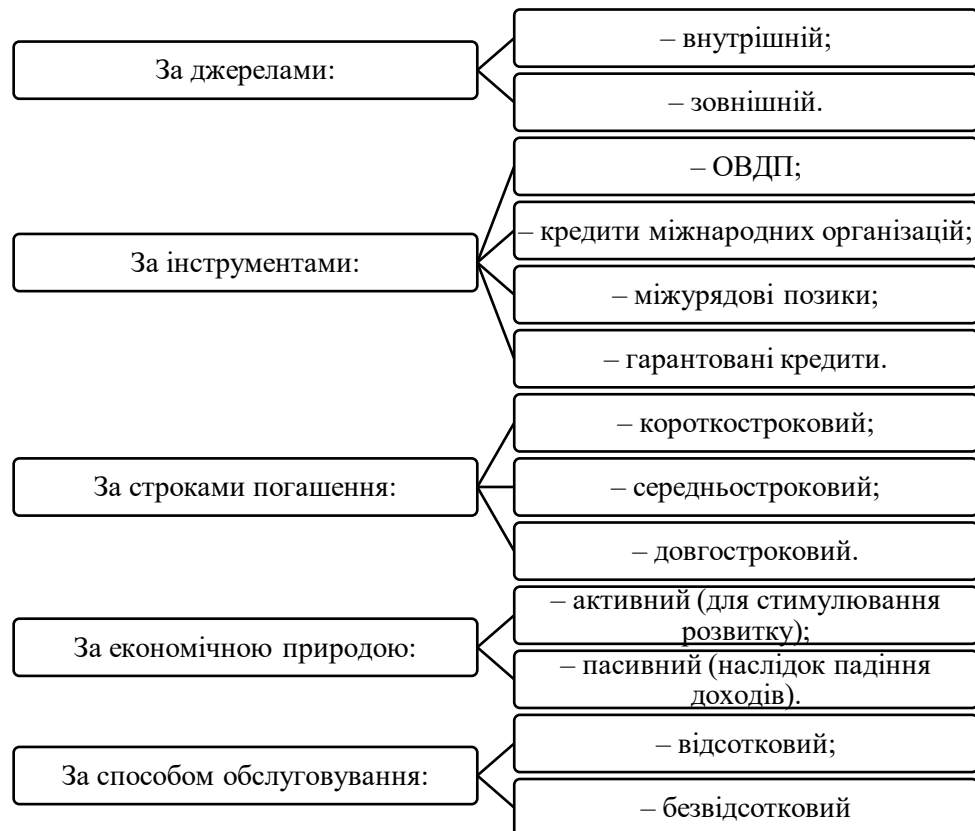 За джерелами:
– внутрішній;
– зовнішній.
За інструментами:
– ОВДП;
– кредити міжнародних організацій;
– міжурядові позики;
– гарантовані кредити.
За строками погашення:
– короткостроковий;
– середньостроковий;
– довгостроковий.
За економічною природою:
– активний (для стимулювання
розвитку);
– пасивний (наслідок падіння
доходів).
За способом обслуговування:
– відсотковий;
– безвідсотковий